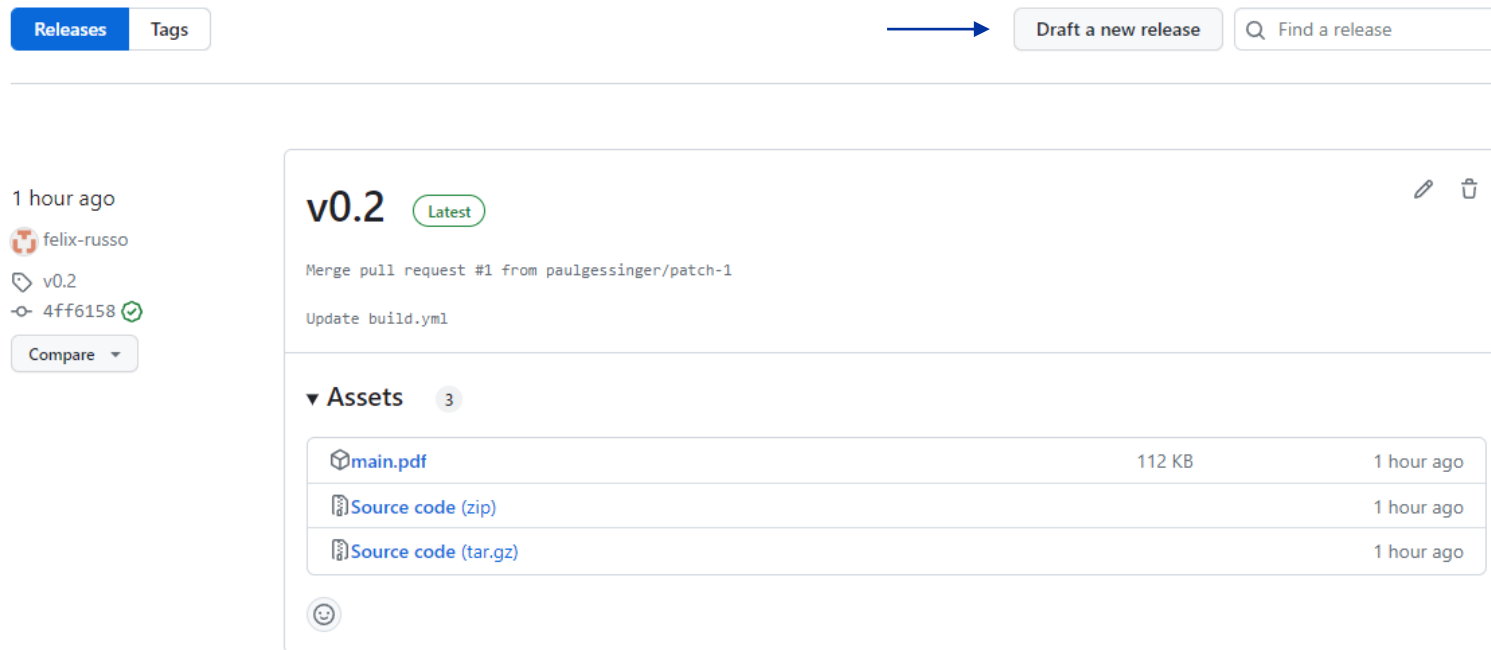 Releases Tags Draft a new release Find a release
1 hour ago
felix-russo
v0.2
4ff6158
Compare
v0.2 Latest
Merge pull request #1 from paulgessinger/patch-1
Update build.yml
Assets 3
main.pdf 112 KB 1 hour ago
Source code (zip) 1 hour ago
Source code (tar.gz) 1 hour ago